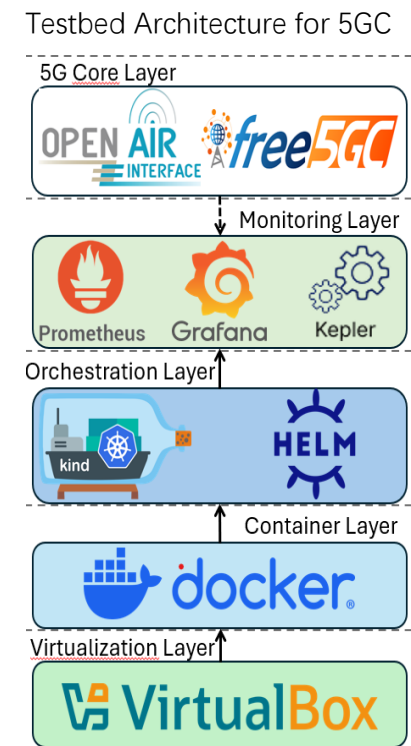 Testbed Architecture for 5GC
5G Core Layer
OPEN AIR
INTERFACE
free5GC
Monitoring Layer
Prometheus
Grafana
Kepler
Orchestration Layer
kind
HELM
Container Layer
docker®
Virtualization Layer
VirtualBox